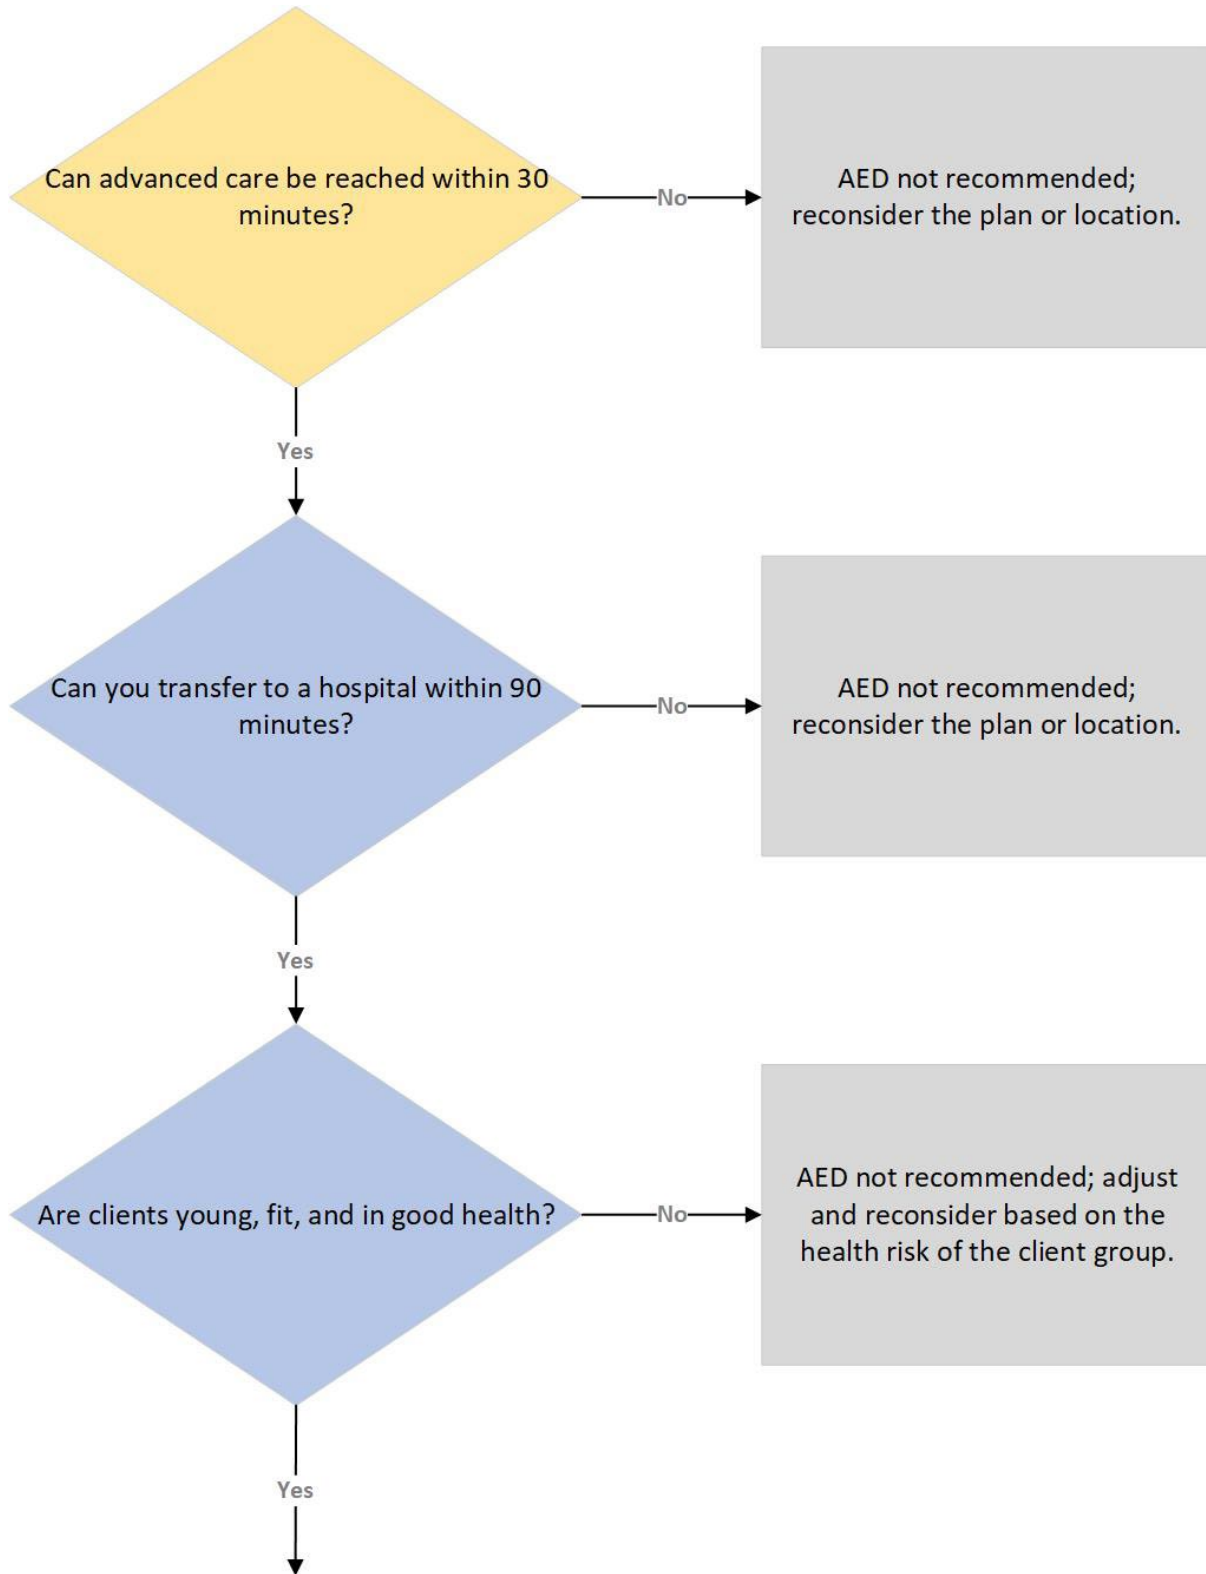 Can advanced care be reached within 30
minutes?
No
AED not recommended;
reconsider the plan or location.
Yes
Can you transfer to a hospital within 90
minutes?
No
AED not recommended;
reconsider the plan or location.
Yes
Are clients young, fit, and in good health?
No
AED not recommended; adjust
and reconsider based on the
health risk of the client group.
Yes